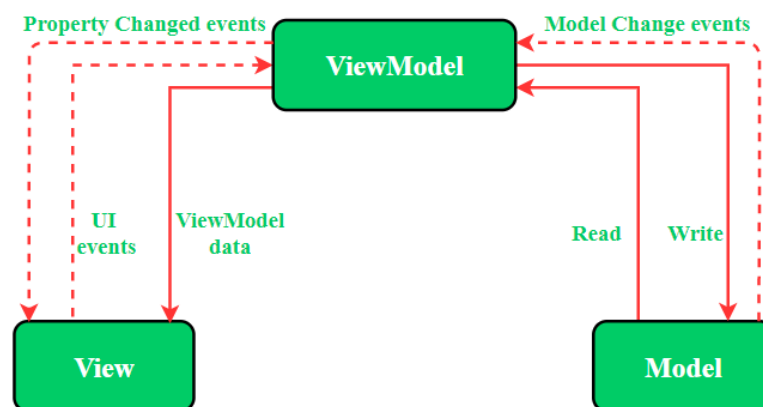 Property Changed events
Model Change events
ViewModel
UI
events
ViewModel
data
Read
Write
View
Model